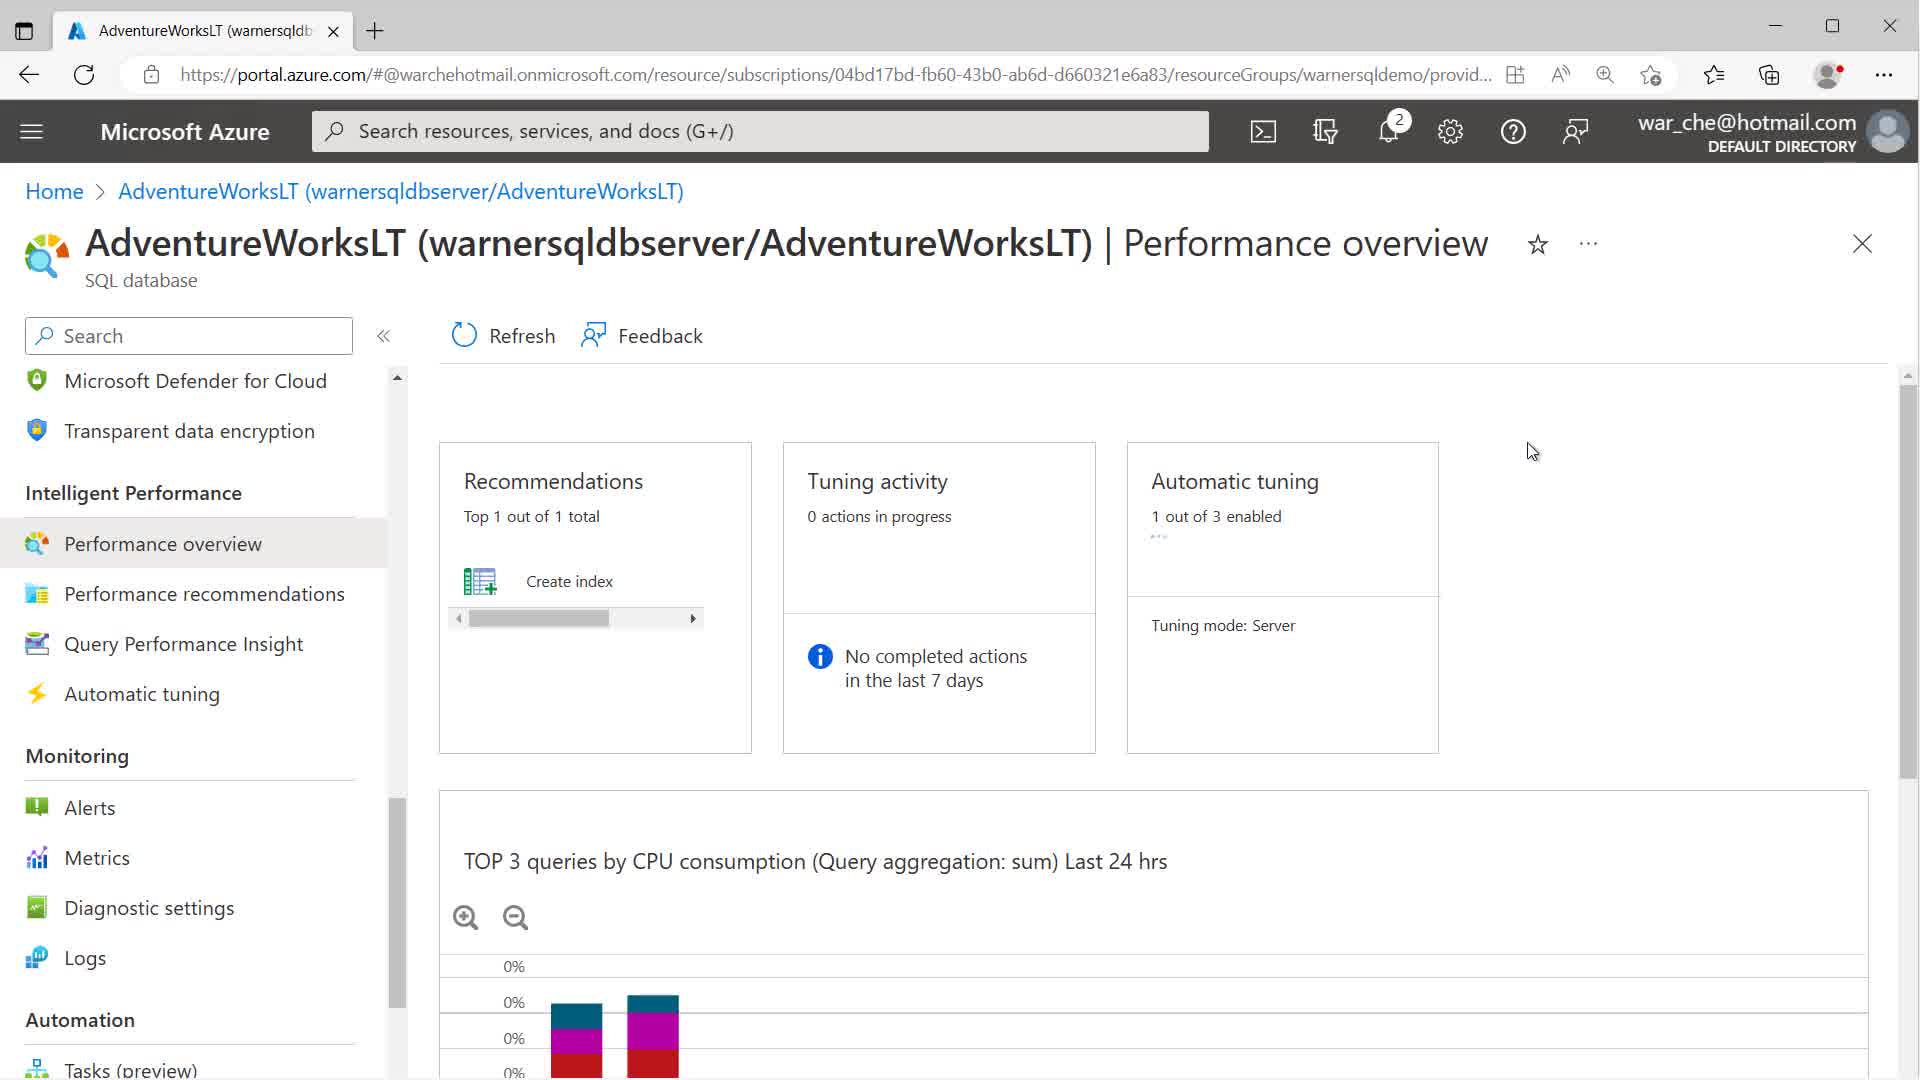 AdventureWorksLT (warnersqldb
https://portal.azure.com/#@warchehotmail.onmicrosoft.com/resource/subscriptions/04bd17bd-fb60-43b0-ab6d-d660321e6a83/resourceGroups/warnersqldemo/provid...
Microsoft Azure
Search resources, services, and docs (G+/)
2
war_che@hotmail.com
DEFAULT DIRECTORY
Home > AdventureWorksLT (warnersqldbserver/AdventureWorksLT)
AdventureWorksLT (warnersqldbserver/AdventureWorksLT) | Performance overview
SQL database
Search
Refresh
Feedback
Microsoft Defender for Cloud
Transparent data encryption
Intelligent Performance
Performance overview
Performance recommendations
Query Performance Insight
Automatic tuning
Monitoring
Alerts
Metrics
Diagnostic settings
Logs
Automation
Tasks (preview)
Recommendations
Top 1 out of 1 total
Create index
Tuning activity
0 actions in progress
No completed actions
in the last 7 days
Automatic tuning
1 out of 3 enabled
Tuning mode: Server
TOP 3 queries by CPU consumption (Query aggregation: sum) Last 24 hrs
0%
0%
0%
0%